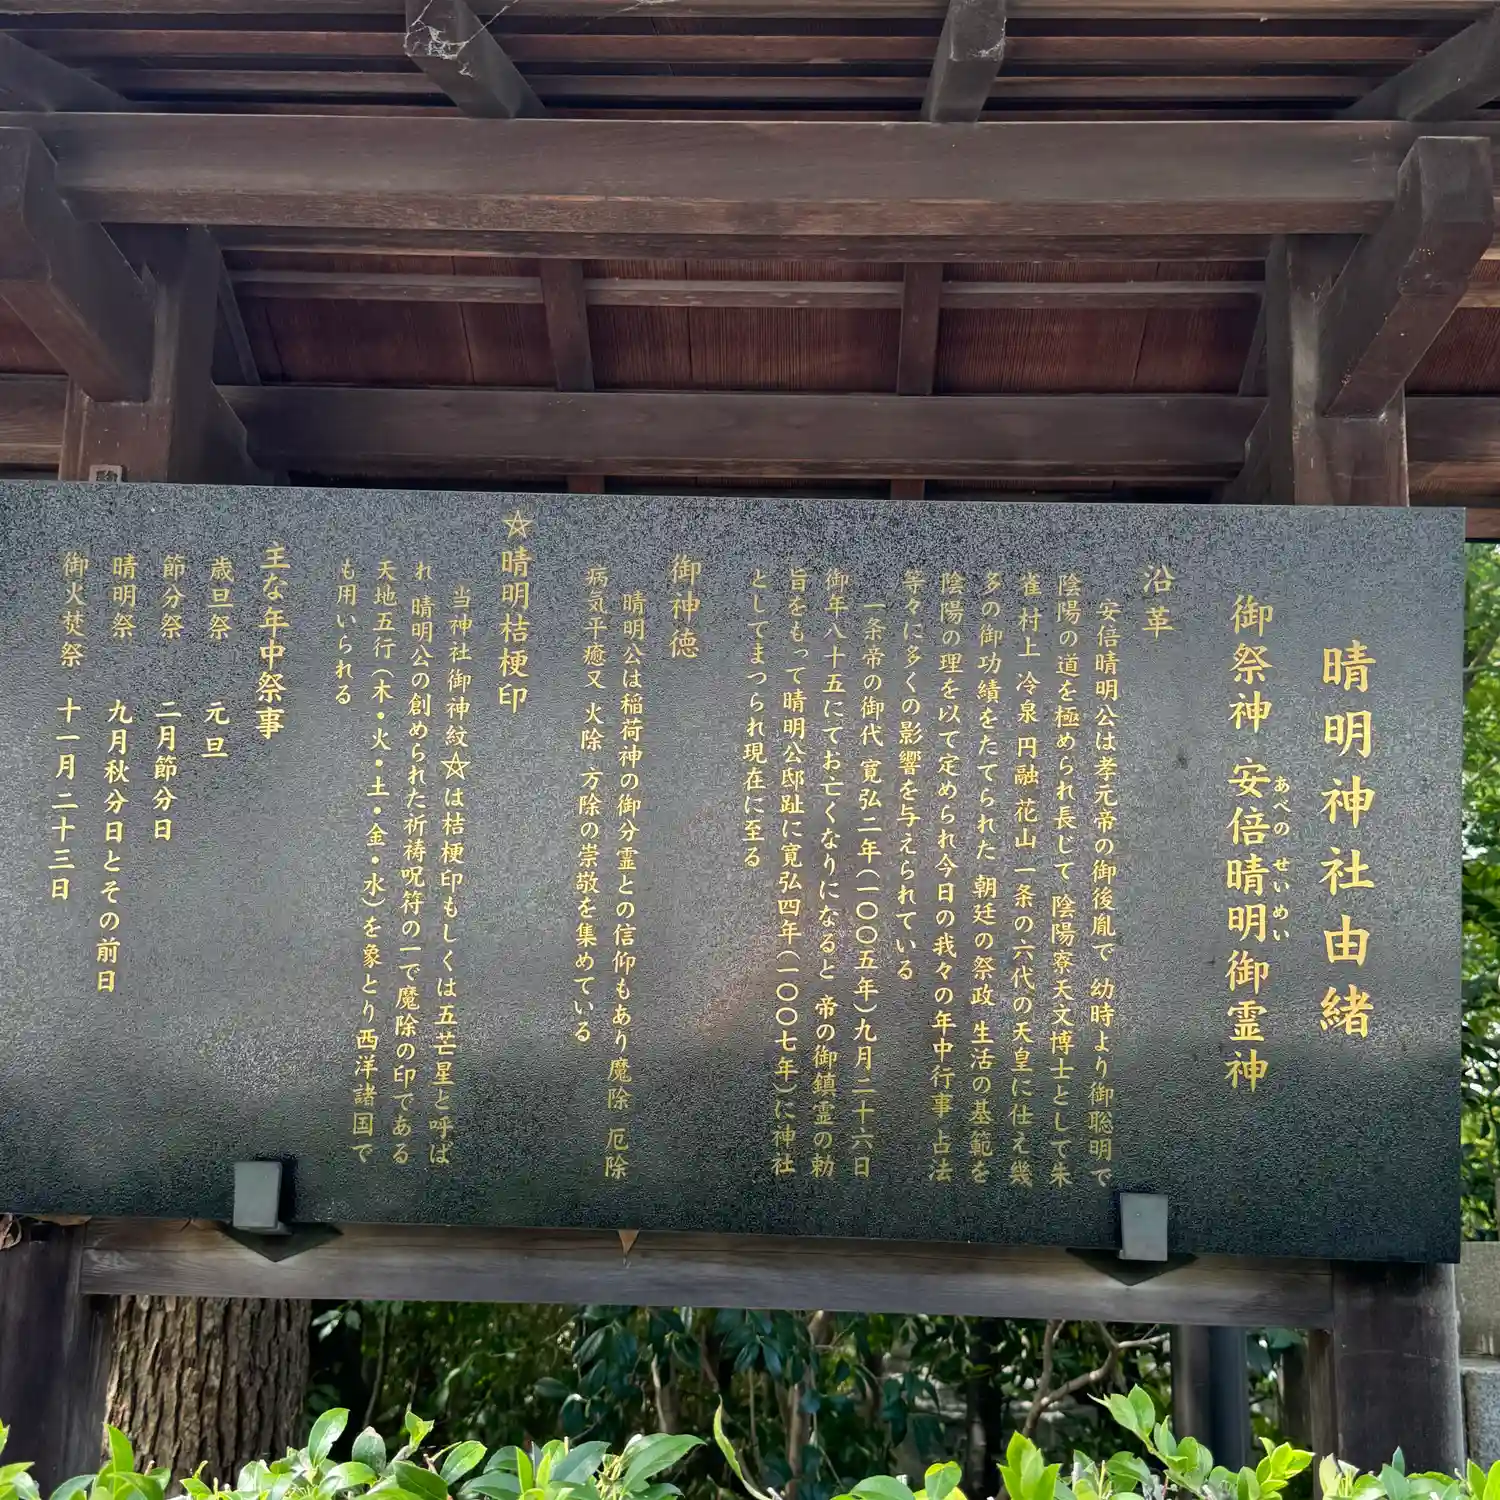 晴明神社由緒
御祭神 安倍晴明御霊神
あべの せいめい
沿革
安倍晴明公は孝元帝の御後胤で 幼時より御聡明で
陰陽の道を極められ長じて 陰陽寮天文博士として朱
雀 村上 冷泉 円融 花山 一条の六代の天皇に仕え幾
多の御功績をたてられた 朝廷の祭政 生活の基範を
陰陽の理を以て定められ今日の我々の年中行事 占法
等々に多くの影響を与えられている
一条帝の御代 寛弘二年(一〇〇五年)九月二十六日
御年八十五にてお亡くなりになると 帝の御鎮霊の勅
旨をもって晴明公邸趾に寛弘四年(一〇〇七年)に神社
としてまつられ現在に至る
御神徳
晴明公は稲荷神の御分霊との信仰もあり魔除 厄除
病気平癒又 火除 方除の崇敬を集めている
☆晴明桔梗印
当神社御神紋☆は桔梗印もしくは五芒星と呼ば
れ 晴明公の創められた祈祷呪符の一で魔除の印である
天地五行(木・火・土・金・水)を象とり西洋諸国で
も用いられる
主な年中祭事
歳旦祭 元旦
節分祭 二月節分日
晴明祭 九月秋分日とその前日
御火焚祭 十一月二十三日